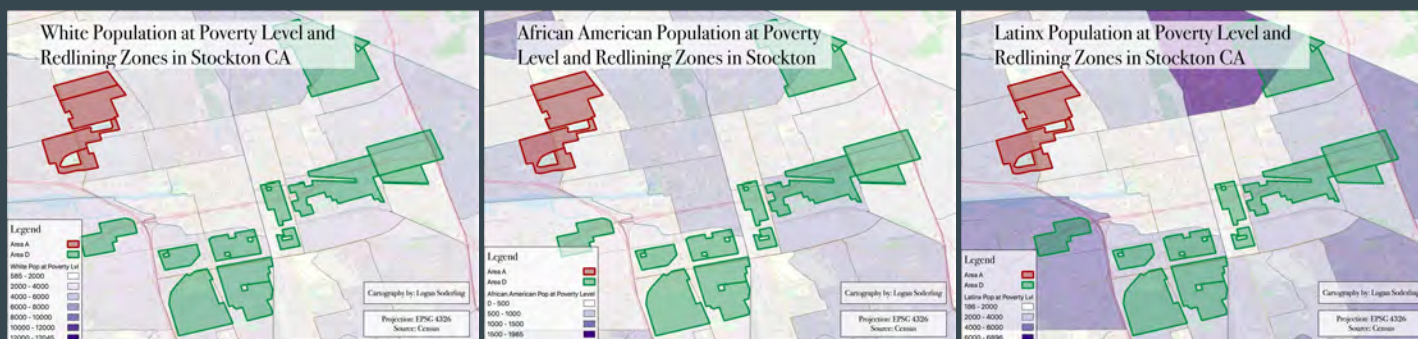 White Population at Poverty Level and
Redlining Zones in Stockton CA
Legend
Area A
Area D
White Pop at Poverty Lvl
585 - 2000
2000 - 4000
4000 - 6000
6000 - 8000
8000 - 10000
10000 - 12000
12000 - 12045
Cartography by: Logan Soderling
Projection: EPSG 4326
Source: Census
African American Population at Poverty
Level and Redlining Zones in Stockton
Legend
Area A
Area D
African American Pop at Poverty Level
0 - 500
500 - 1000
1000 - 1500
1500 - 1985
Cartography by: Logan Soderling
Projection: EPSG 4326
Source: Census
Latinx Population at Poverty Level and
Redlining Zones in Stockton CA
Legend
Area A
Area D
Latinx Pop at Poverty Lvl
186 - 2000
2000 - 4000
4000 - 6000
6000 - 6896
Cartography by: Logan Soderling
Projection: EPSG 4326
Source: Census